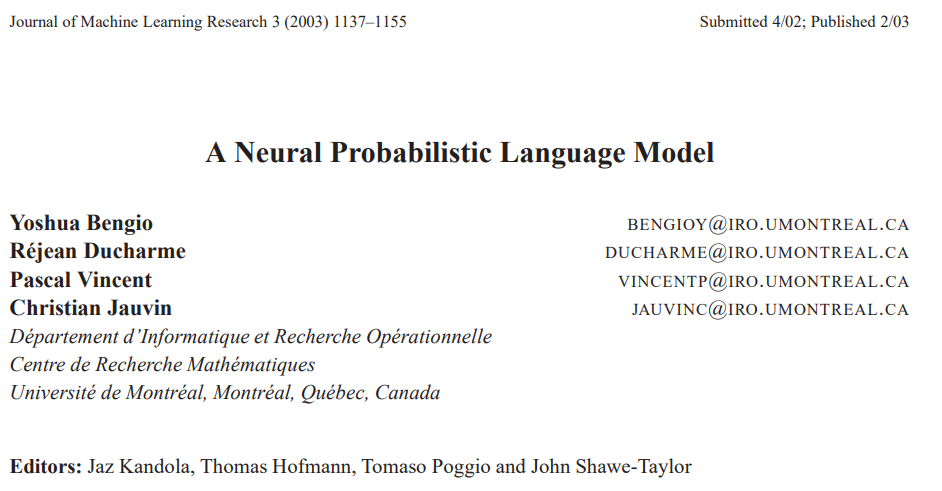 Journal of Machine Learning Research 3 (2003) 1137–1155 Submitted 4/02; Published 2/03
A Neural Probabilistic Language Model
Yoshua Bengio BENGIOY@IRO.UMONTREAL.CA
Réjean Ducharme DUCHARME@IRO.UMONTREAL.CA
Pascal Vincent VINCENTP@IRO.UMONTREAL.CA
Christian Jauvin JAUVINC@IRO.UMONTREAL.CA
Département d'Informatique et Recherche Opérationnelle
Centre de Recherche Mathématiques
Université de Montréal, Montréal, Québec, Canada
Editors: Jaz Kandola, Thomas Hofmann, Tomaso Poggio and John Shawe-Taylor